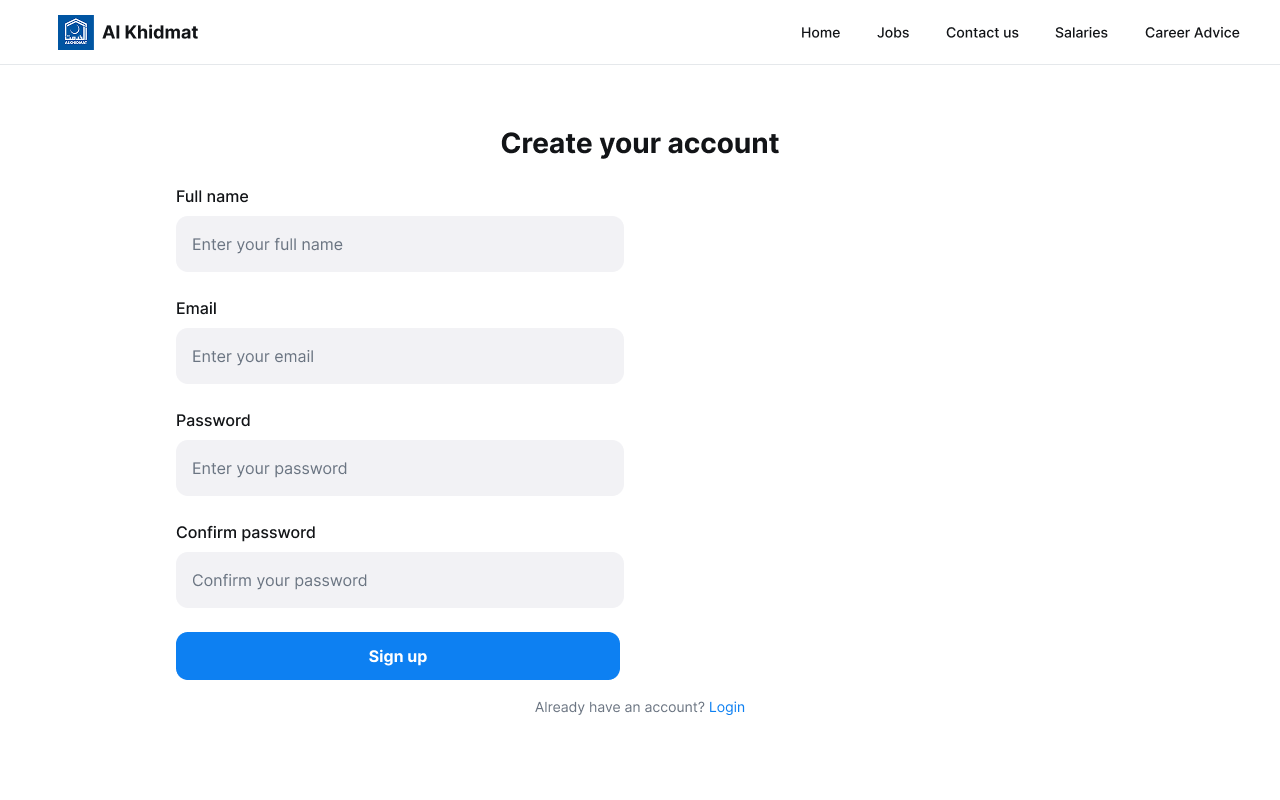 ALKHIDMAT
Al Khidmat
Home
Jobs
Contact us
Salaries
Career Advice
Create your account
Full name
Enter your full name
Email
Enter your email
Password
Enter your password
Confirm password
Confirm your password
Sign up
Already have an account? Login